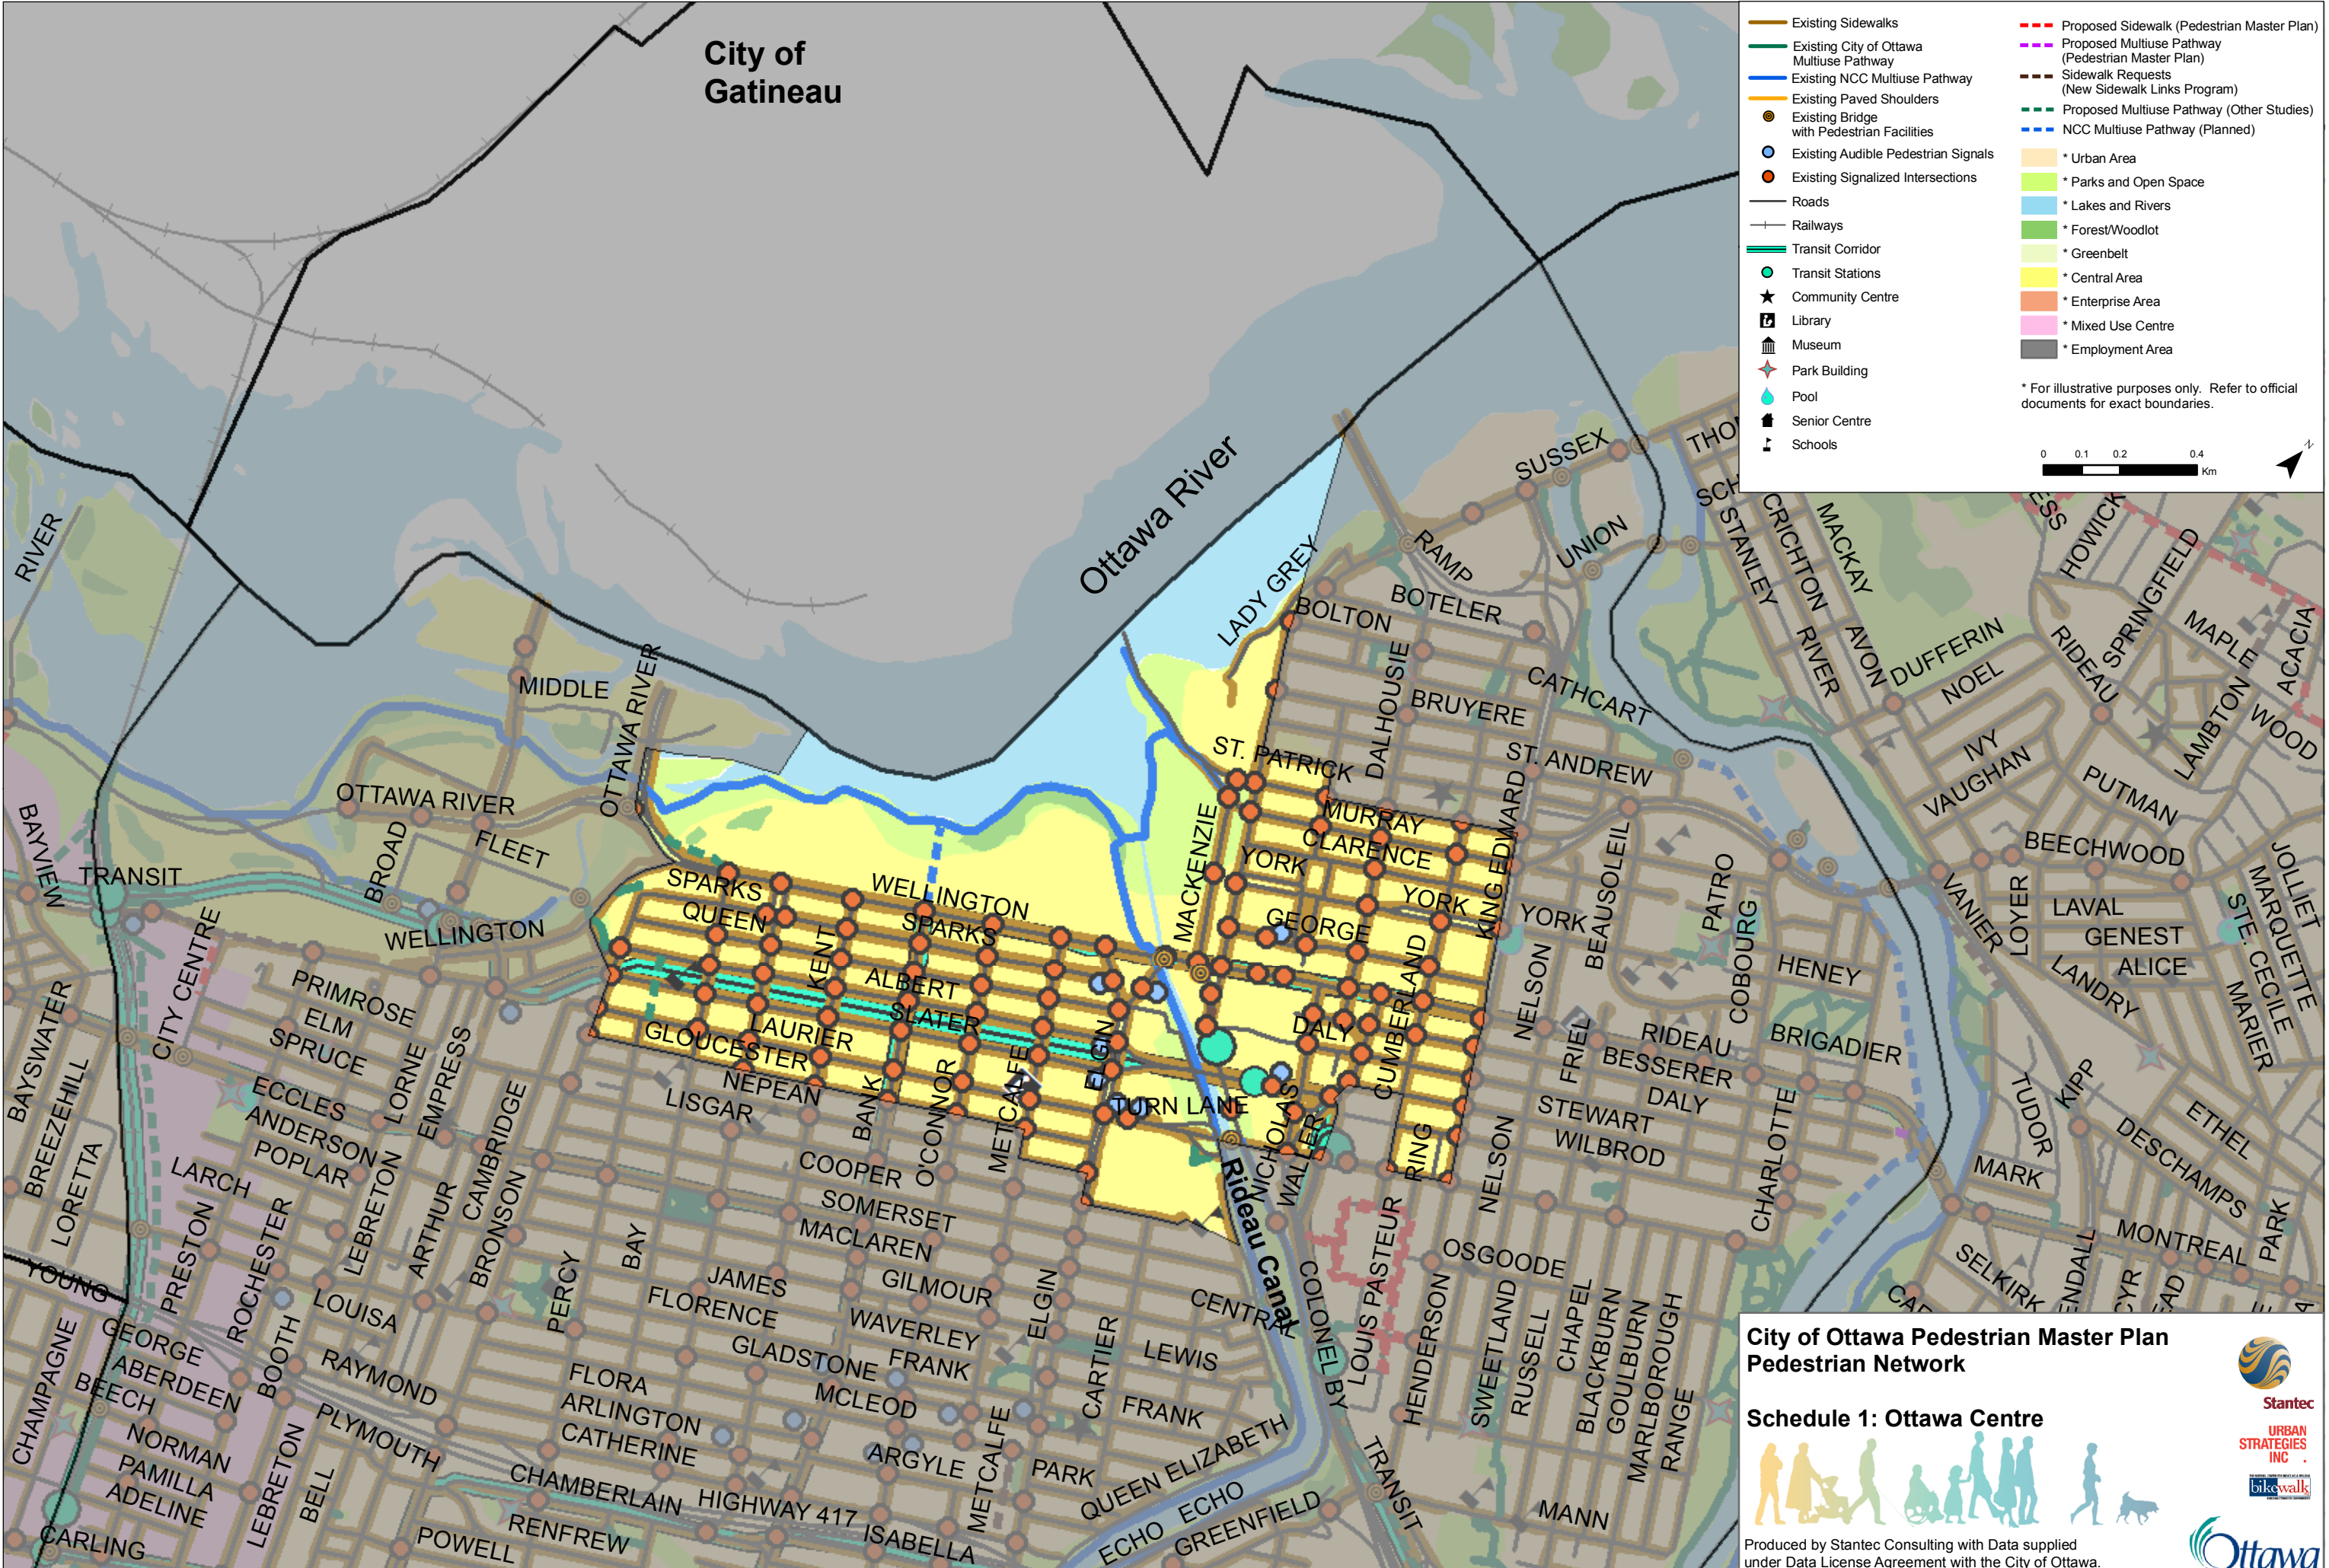 City of
Gatineau
Ottawa River
Existing Sidewalks
Existing City of Ottawa
Multiuse Pathway
Existing NCC Multiuse Pathway
Existing Paved Shoulders
Existing Bridge
with Pedestrian Facilities
Existing Audible Pedestrian Signals
Existing Signalized Intersections
Roads
Railways
Transit Corridor
Transit Stations
Community Centre
Library
Museum
Park Building
Pool
Senior Centre
Schools
Proposed Sidewalk (Pedestrian Master Plan)
Proposed Multiuse Pathway
(Pedestrian Master Plan)
Sidewalk Requests
(New Sidewalk Links Program)
Proposed Multiuse Pathway (Other Studies)
NCC Multiuse Pathway (Planned)
* Urban Area
* Parks and Open Space
* Lakes and Rivers
* Forest/Woodlot
* Greenbelt
* Central Area
* Enterprise Area
* Mixed Use Centre
* Employment Area
* For illustrative purposes only. Refer to official
documents for exact boundaries.
0 0.1 0.2 0.4
Km
N
RIVER
MIDDLE
OTTAWA RIVER
OTTAWA RIVER
BROAD
FLEET
BAYVIEW
TRANSIT
WELLINGTON
CITY CENTRE
SUSSEX
UNION
RAMP
LADY GREY
BOLTON
BOTELER
DALHOUSIE
CATHCART
BRUYERE
ST. PATRICK
ST. ANDREW
MURRAY
CLARENCE
MACKENZIE
YORK
YORK
YORK
GEORGE
KING EDWARD
STANLEY
CRICHTON
MACKAY
RIVER
AVON
DUFFERIN
NOEL
HOWICK
SPRINGFIELD
RIDEAU
MAPLE
ACACIA
LAMBTON
WOOD
IVY
VAUGHAN
PUTMAN
BEECHWOOD
JOLLIET
MARQUETTE
STE. CECILE
MARIER
VANIER
LOYER
LAVAL
GENEST
ALICE
LANDRY
BEAUSOLEIL
PATRO
COBOURG
HENEY
BRIGADIER
NELSON
FRIEL
RIDEAU
BESSERER
DALY
STEWART
WILBROD
CHARLOTTE
TUDOR
KIPP
ETHEL
DESCHAMPS
MARK
MONTREAL
PARK
SELKIRK
SPARKS
QUEEN
WELLINGTON
SPARKS
KENT
ALBERT
SLATER
LAURIER
GLOUCESTER
NEPEAN
LISGAR
BANK
O'CONNOR
METCALFE
ELGIN
TURN LANE
DALY
CUMBERLAND
NICHOLAS
WALLER
RING
NELSON
Rideau Canal
COLONEL BY
LOUIS PASTEUR
OSGOODE
HENDERSON
SWEETLAND
RUSSELL
CHAPEL
BLACKBURN
GOULBURN
MARLBOROUGH
RANGE
MANN
TRANSIT
CENTRAL
LEWIS
CARTIER
FRANK
QUEEN ELIZABETH
ECHO
ECHO
GREENFIELD
PARK
COOPER
SOMERSET
MACLAREN
GILMOUR
WAVERLEY
FRANK
GLADSTONE
MCLEOD
ARGYLE
METCALFE
ELGIN
JAMES
FLORENCE
FLORA
ARLINGTON
CATHERINE
CHAMBERLAIN
HIGHWAY 417
ISABELLA
RENFREW
POWELL
BAY
PERCY
BRONSON
CAMBRIDGE
ARTHUR
LEBRETON
ROCHESTER
PRESTON
EMPRESS
LORNE
PRIMROSE
ELM
SPRUCE
ECCLES
ANDERSON
POPLAR
LARCH
BAYSWATER
BREEZEHILL
LORETTA
YOUNG
LOUISA
RAYMOND
PLYMOUTH
BOOTH
GEORGE
ABERDEEN
BEECH
CHAMPAGNE
NORMAN
PAMILLA
ADELINE
LEBRETON
BELL
CARLING
City of Ottawa Pedestrian Master Plan
Pedestrian Network
Schedule 1: Ottawa Centre
Stantec
URBAN
STRATEGIES
INC .
bikewalk
Ottawa
Produced by Stantec Consulting with Data supplied
under Data License Agreement with the City of Ottawa.